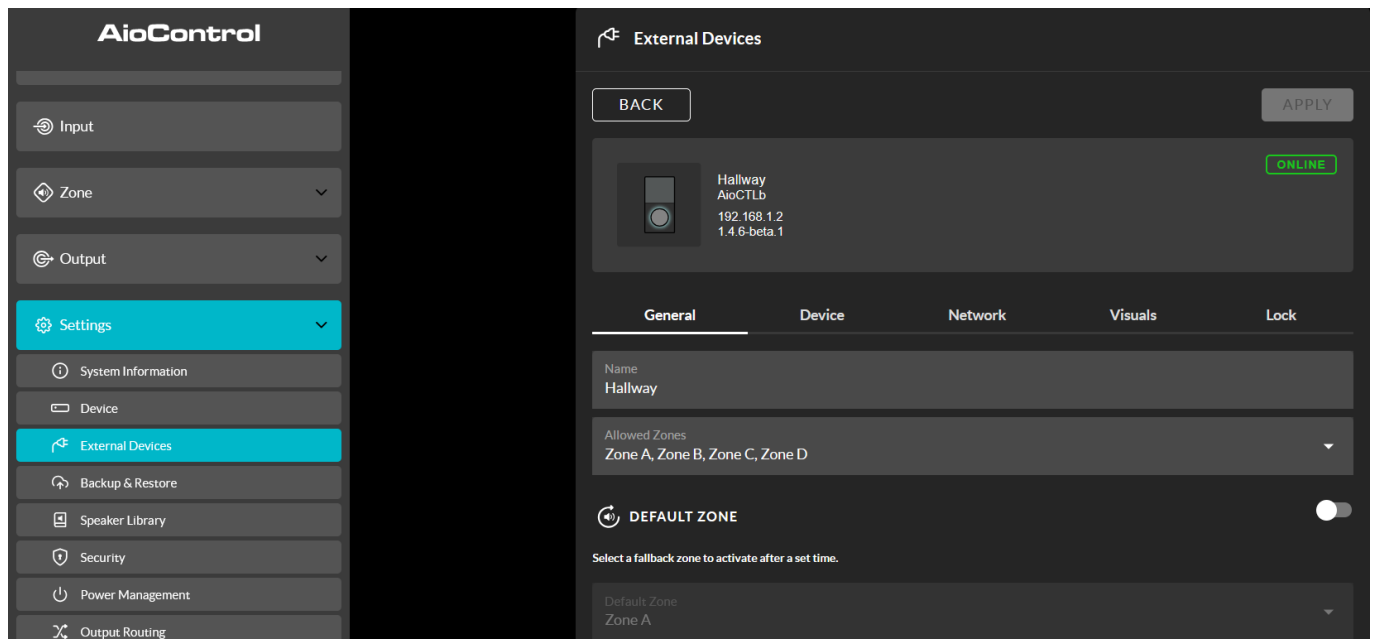 AioControl
Input
Zone
Output
Settings
System Information
Device
External Devices
Backup & Restore
Speaker Library
Security
Power Management
Output Routing
External Devices
BACK
APPLY
ONLINE
Hallway
AioCTLb
192.168.1.2
1.4.6-beta.1
General Device Network Visuals Lock
Name
Hallway
Allowed Zones
Zone A, Zone B, Zone C, Zone D
DEFAULT ZONE
Select a fallback zone to activate after a set time.
Default Zone
Zone A